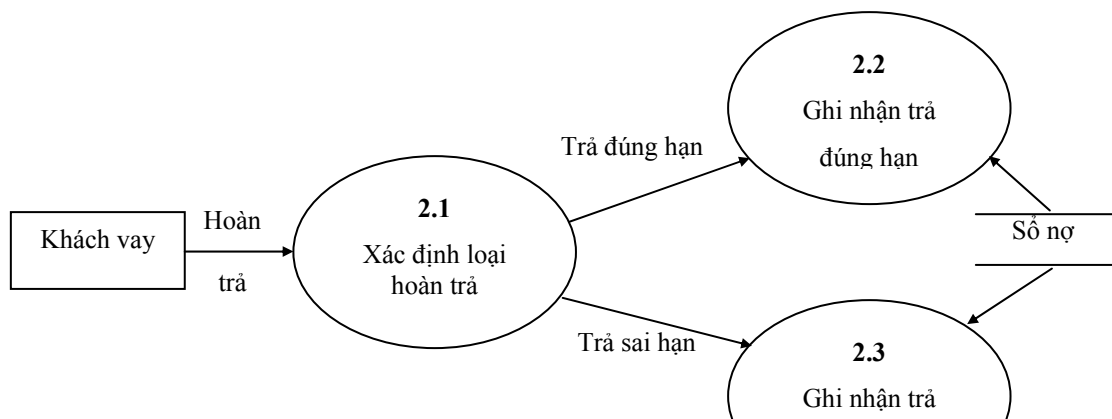 2.2
Ghi nhận trả
đúng hạn
Trả đúng hạn
2.1
Xác định loại
hoàn trả
Khách vay
Hoàn
trả
Sổ nợ
Trả sai hạn
2.3
Ghi nhận trả